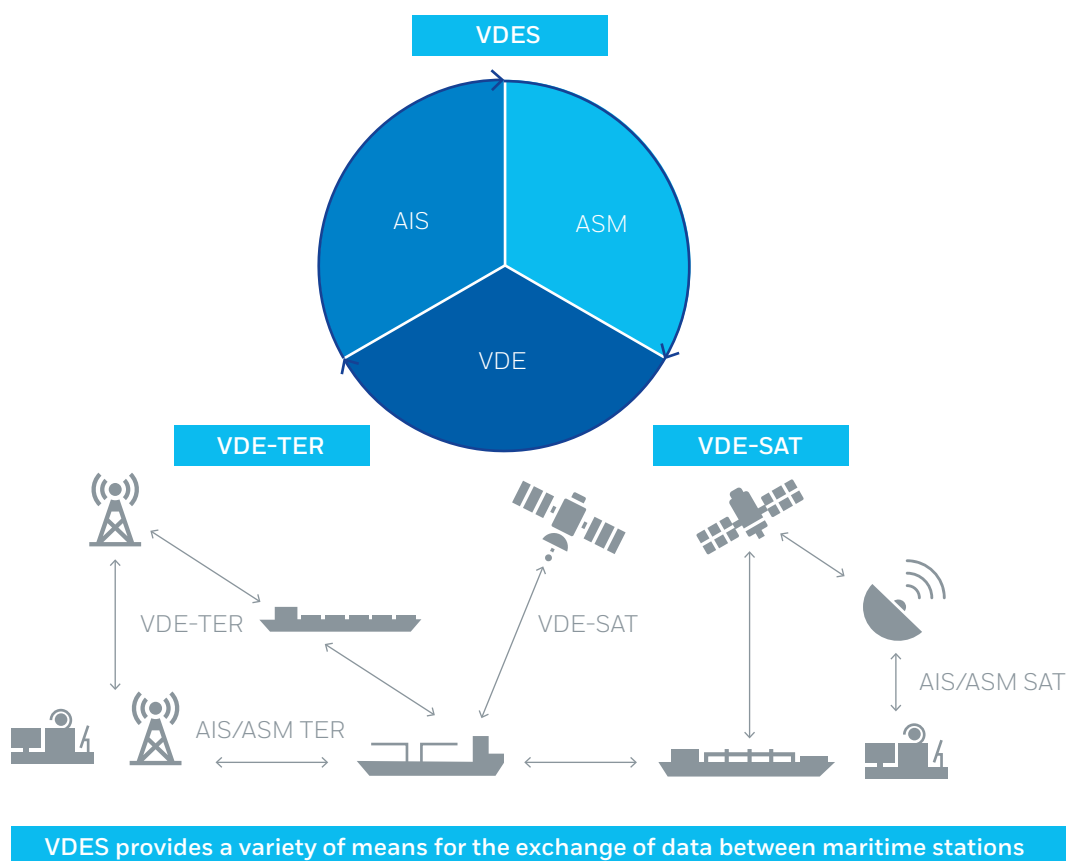 VDES
AIS
ASM
VDE
VDE-TER
VDE-SAT
VDE-TER
VDE-SAT
AIS/ASM SAT
AIS/ASM TER
VDES provides a variety of means for the exchange of data between maritime stations